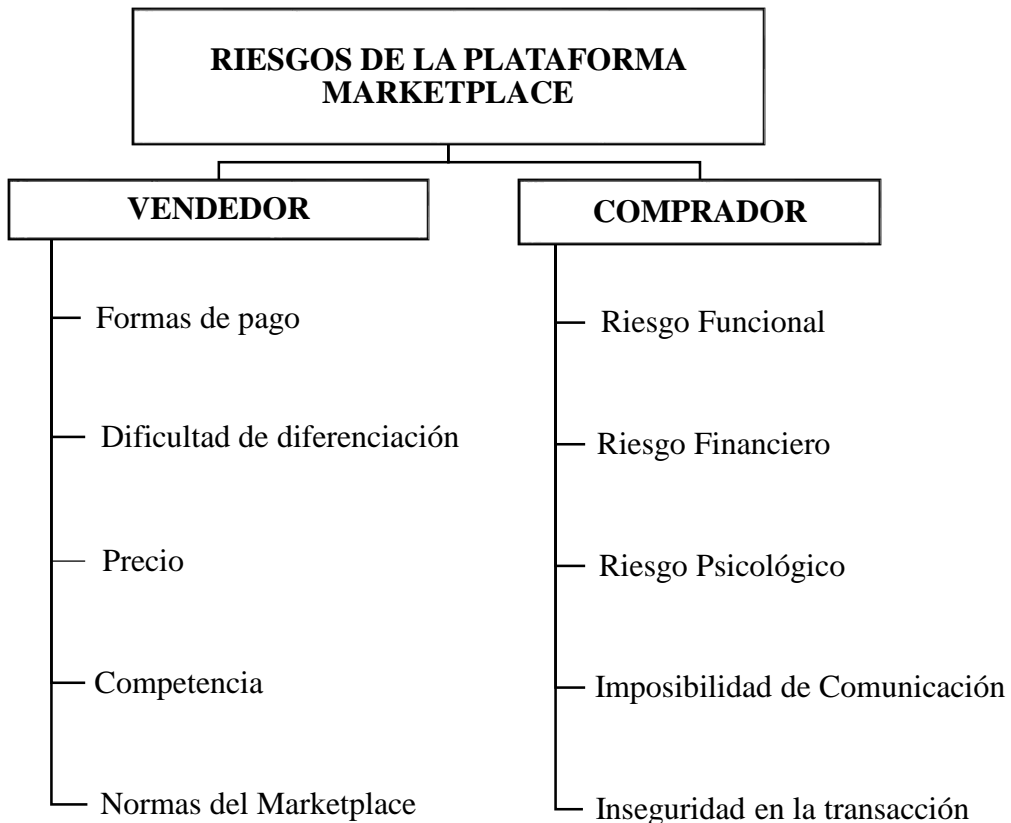 RIESGOS DE LA PLATAFORMA
MARKETPLACE
VENDEDOR
Formas de pago
Dificultad de diferenciación
Precio
Competencia
Normas del Marketplace
COMPRADOR
Riesgo Funcional
Riesgo Financiero
Riesgo Psicológico
Imposibilidad de Comunicación
Inseguridad en la transacción